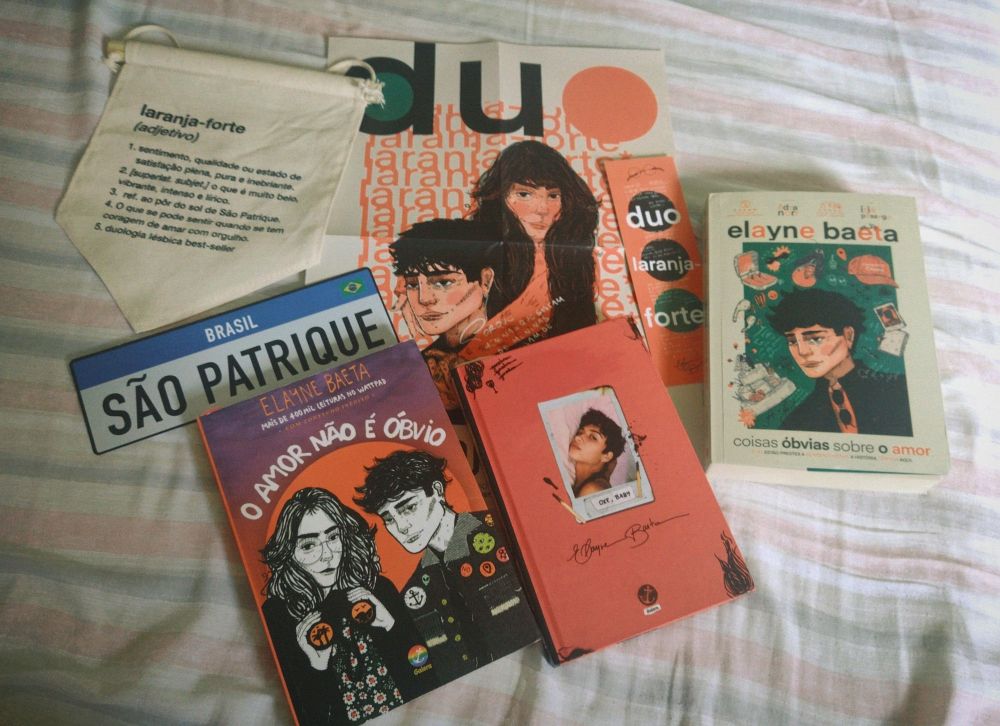 laranja-forte
(adjetivo)
1. sentimento, qualidade ou estado de
satisfação plena, pura e inebriante.
2. [superlat. subjet.] o que é muito belo,
vibrante, intenso e lírico.
3. ref. ao pôr do sol de São Patrique.
4. O que se pode sentir quando se tem
coragem de amar com orgulho.
5. duologia lésbica best-seller
duo
laranja-forte
duo
laranja-
forte
BRASIL
SÃO PATRIQUE
ELAYNE BAETA
MAIS DE 400 MIL LEITURAS NO WATTPAD
O AMOR NÃO É ÓBVIO
Galera
OXE, BABY
Elayne Baeta
Galera
elayne baeta
coisas óbvias sobre o amor